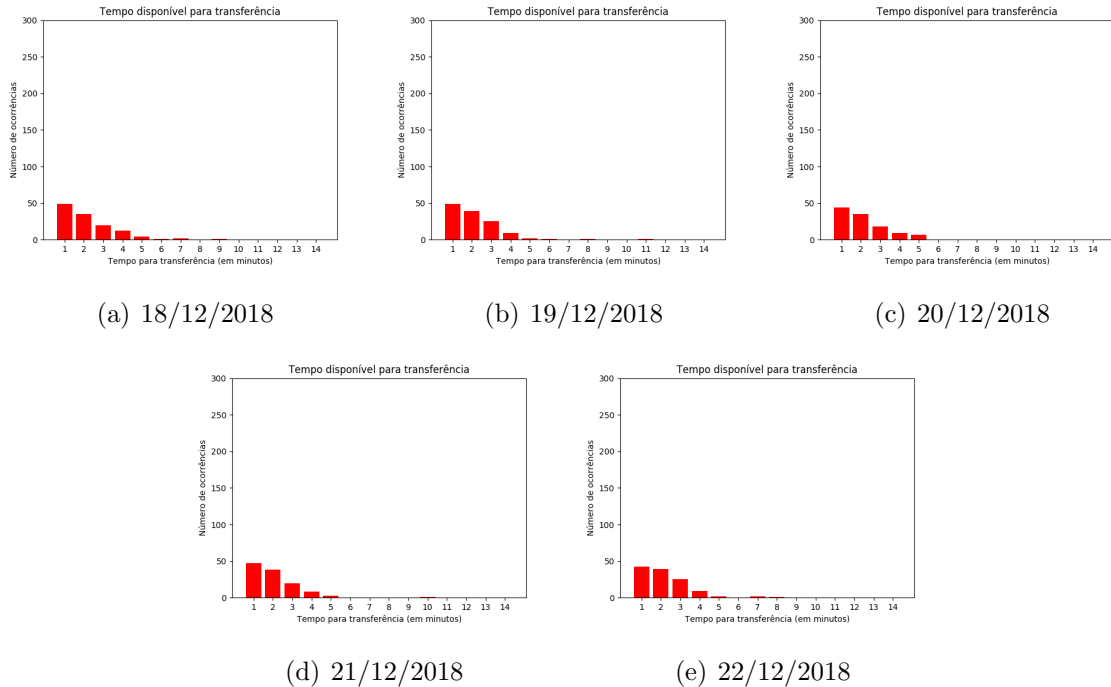 Tempo disponível para transferência
300
250
200
150
100
50
0
Número de ocorrências
1 2 3 4 5 6 7 8 9 10 11 12 13 14
Tempo para transferência (em minutos)
(a) 18/12/2018
Tempo disponível para transferência
300
250
200
150
100
50
0
Número de ocorrências
1 2 3 4 5 6 7 8 9 10 11 12 13 14
Tempo para transferência (em minutos)
(b) 19/12/2018
Tempo disponível para transferência
300
250
200
150
100
50
0
Número de ocorrências
1 2 3 4 5 6 7 8 9 10 11 12 13 14
Tempo para transferência (em minutos)
(c) 20/12/2018
Tempo disponível para transferência
300
250
200
150
100
50
0
Número de ocorrências
1 2 3 4 5 6 7 8 9 10 11 12 13 14
Tempo para transferência (em minutos)
(d) 21/12/2018
Tempo disponível para transferência
300
250
200
150
100
50
0
Número de ocorrências
1 2 3 4 5 6 7 8 9 10 11 12 13 14
Tempo para transferência (em minutos)
(e) 22/12/2018